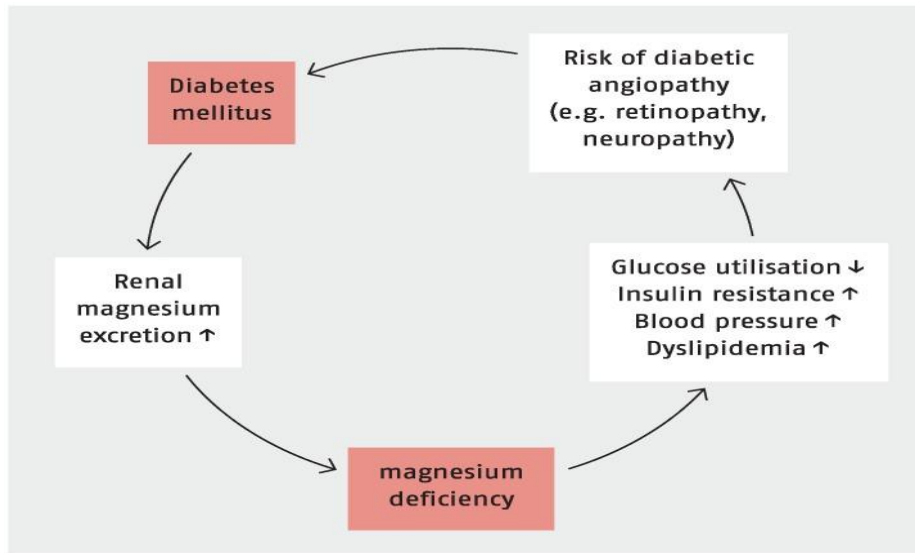 Diabetes
mellitus
Risk of diabetic
angiopathy
(e.g. retinopathy,
neuropathy)
Renal
magnesium
excretion ↑
Glucose utilisation ↓
Insulin resistance ↑
Blood pressure ↑
Dyslipidemia ↑
magnesium
deficiency